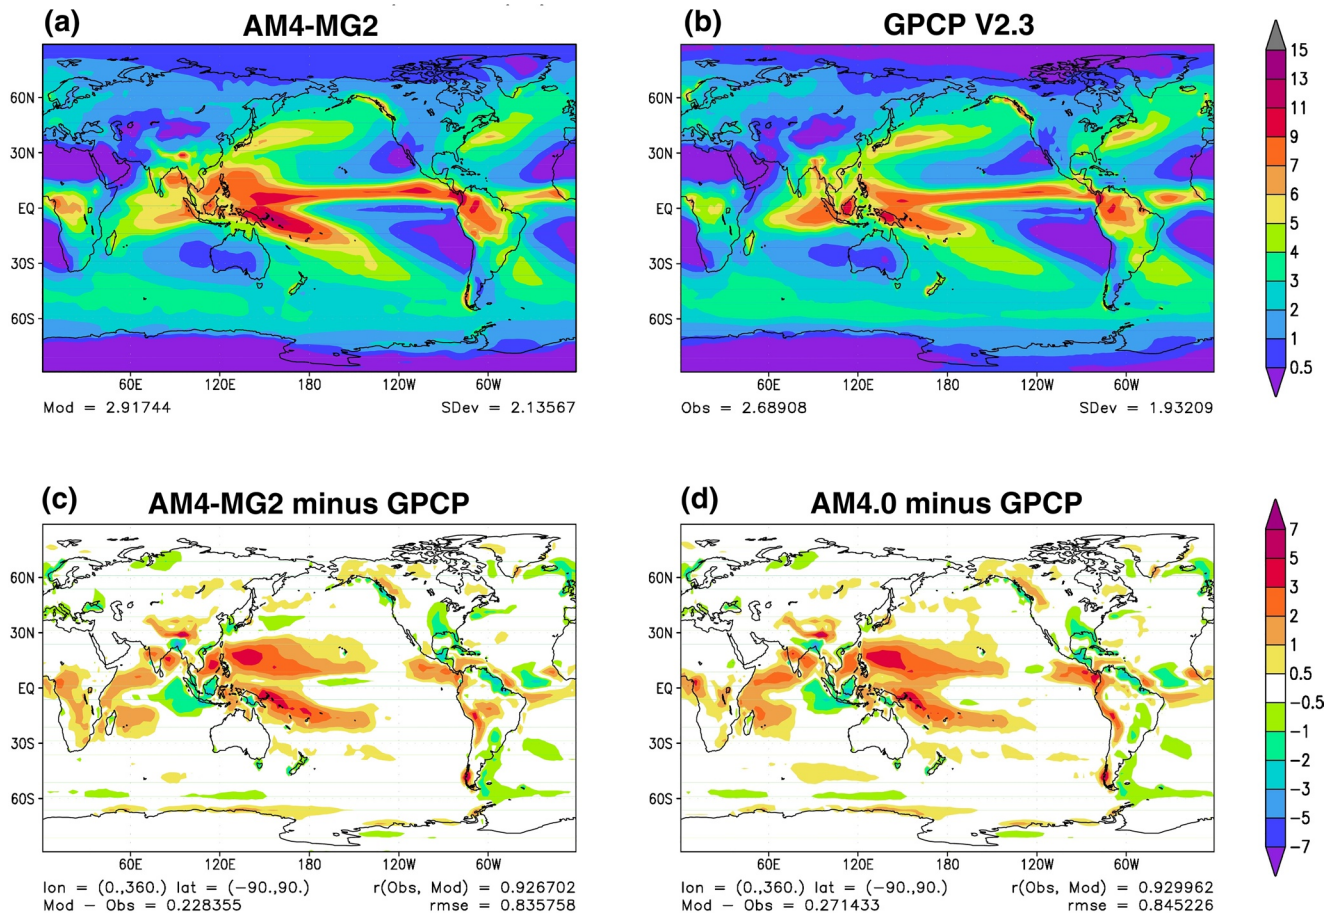 (a) AM4-MG2
(b) GPCP V2.3
60N
30N
EQ
30S
60S
60E 120E 180 120W 60W
Mod = 2.91744 SDev = 2.13567
60N
30N
EQ
30S
60S
60E 120E 180 120W 60W
Obs = 2.68908 SDev = 1.93209
15
13
11
9
7
6
5
4
3
2
1
0.5
(c) AM4-MG2 minus GPCP
(d) AM4.0 minus GPCP
60N
30N
EQ
30S
60S
60E 120E 180 120W 60W
lon = (0.,360.) lat = (-90.,90.) r(Obs, Mod) = 0.926702
Mod - Obs = 0.228355 rmse = 0.835758
60N
30N
EQ
30S
60S
60E 120E 180 120W 60W
lon = (0.,360.) lat = (-90.,90.) r(Obs, Mod) = 0.929962
Mod - Obs = 0.271433 rmse = 0.845226
7
5
3
2
1
0.5
-0.5
-1
-2
-3
-5
-7